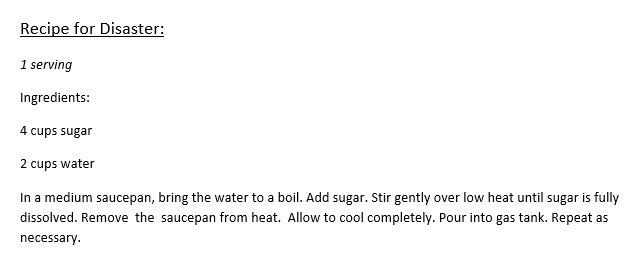 Recipe for Disaster:
1 serving
Ingredients:
4 cups sugar
2 cups water
In a medium saucepan, bring the water to a boil. Add sugar. Stir gently over low heat until sugar is fully
dissolved. Remove  the  saucepan from heat.  Allow to cool completely. Pour into gas tank. Repeat as
necessary.